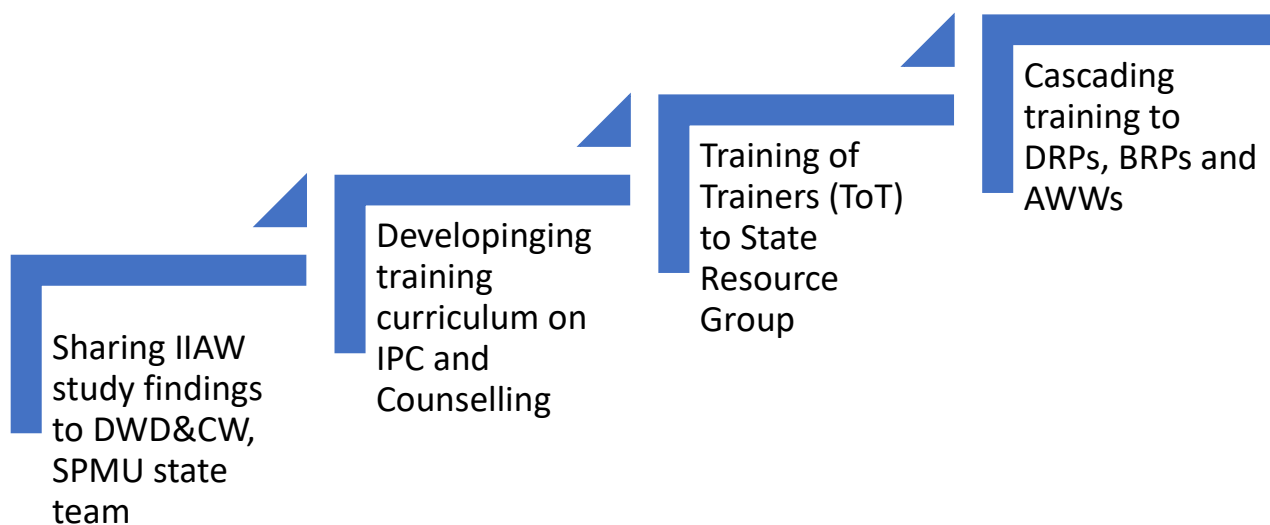 Sharing IIAW
study findings
to DWD&CW,
SPMU state
team
Developinging
training
curriculum on
IPC and
Counselling
Training of
Trainers (ToT)
to State
Resource
Group
Cascading
training to
DRPs, BRPs and
AWWs